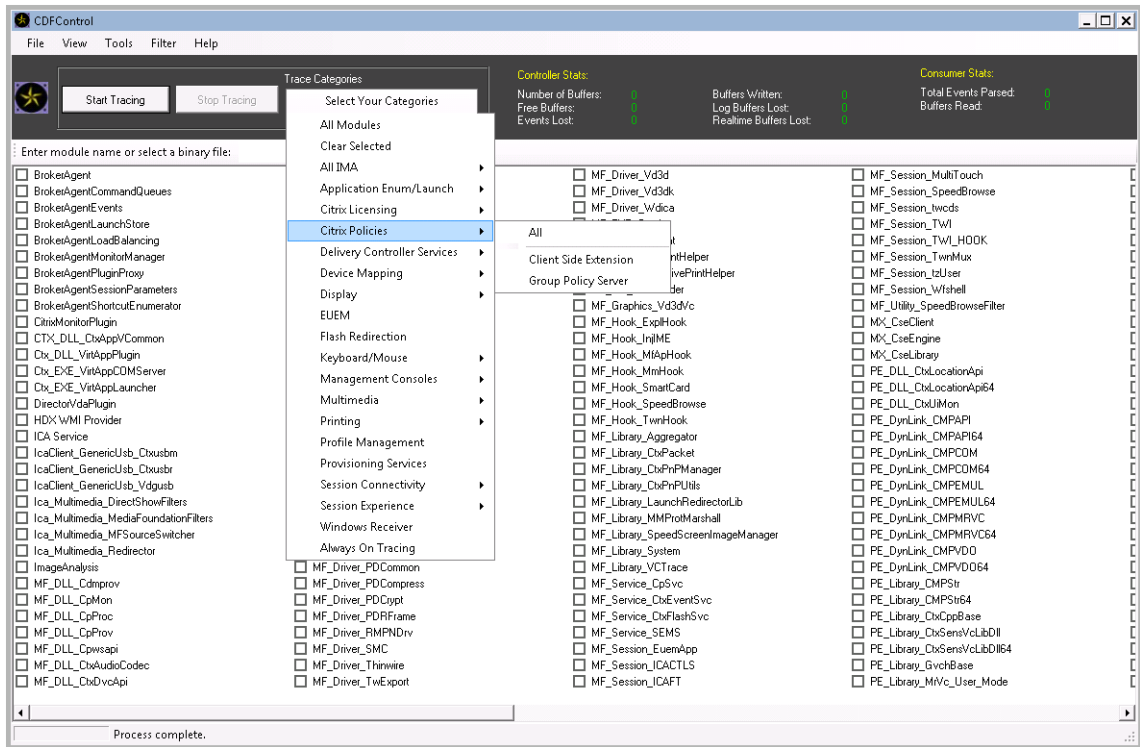 CDFControl
File View Tools Filter Help
Trace Categories
Start Tracing
Stop Tracing
Select Your Categories
Controller Stats:
Number of Buffers: 0
Free Buffers: 0
Events Lost: 0
Buffers Written: 0
Log Buffers Lost: 0
Realtime Buffers Lost: 0
Consumer Stats:
Total Events Parsed: 0
Buffers Read: 0
Enter module name or select a binary file:
All Modules
Clear Selected
All IMA
Application Enum/Launch
Citrix Licensing
Citrix Policies
Delivery Controller Services
Device Mapping
Display
EUEM
Flash Redirection
Keyboard/Mouse
Management Consoles
Multimedia
Printing
Profile Management
Provisioning Services
Session Connectivity
Session Experience
Windows Receiver
Always On Tracing
All
Client Side Extension
Group Policy Server
BrokerAgent
BrokerAgentCommandQueues
BrokerAgentEvents
BrokerAgentLaunchStore
BrokerAgentLoadBalancing
BrokerAgentMonitorManager
BrokerAgentPluginProxy
BrokerAgentSessionParameters
BrokerAgentShortcutEnumerator
CitrixMonitorPlugin
CTX_DLL_CtxAppVCommon
Ctx_DLL_VirtAppPlugin
Ctx_EXE_VirtAppCOMServer
Ctx_EXE_VirtAppLauncher
DirectorVdaPlugin
HDX WMI Provider
ICA Service
IcaClient_GenericUsb_Ctxusbm
IcaClient_GenericUsb_Ctxusbr
IcaClient_GenericUsb_Vdgusb
Ica_Multimedia_DirectShowFilters
Ica_Multimedia_MediaFoundationFilters
Ica_Multimedia_MFSourceSwitcher
Ica_Multimedia_Redirector
ImageAnalysis
MF_DLL_Cdmprov
MF_DLL_CpMon
MF_DLL_CpProc
MF_DLL_CpProv
MF_DLL_Cpwsapi
MF_DLL_CtxAudioCodec
MF_DLL_CtxDvcApi
MF_Driver_PDCommon
MF_Driver_PDCompress
MF_Driver_PDCrypt
MF_Driver_PDRFrame
MF_Driver_RMPNDrv
MF_Driver_SMC
MF_Driver_Thinwire
MF_Driver_TwExport
MF_Driver_Vd3d
MF_Driver_Vd3dk
MF_Driver_Wdica
ntHelper
ivePrintHelper
der
MF_Graphics_Vd3dVc
MF_Hook_ExplHook
MF_Hook_InjIME
MF_Hook_MfApHook
MF_Hook_MmHook
MF_Hook_SmartCard
MF_Hook_SpeedBrowse
MF_Hook_TwnHook
MF_Library_Aggregator
MF_Library_CtxPacket
MF_Library_CtxPnPManager
MF_Library_CtxPnPUtils
MF_Library_LaunchRedirectorLib
MF_Library_MMProtMarshall
MF_Library_SpeedScreenImageManager
MF_Library_System
MF_Library_VCTrace
MF_Service_CpSvc
MF_Service_CtxEventSvc
MF_Service_CtxFlashSvc
MF_Service_SEMS
MF_Session_EuemApp
MF_Session_ICACTLS
MF_Session_ICAFT
MF_Session_MultiTouch
MF_Session_SpeedBrowse
MF_Session_twcds
MF_Session_TWI
MF_Session_TWI_HOOK
MF_Session_TwnMux
MF_Session_tzUser
MF_Session_Wfshell
MF_Utility_SpeedBrowseFilter
MX_CseClient
MX_CseEngine
MX_CseLibrary
PE_DLL_CtxLocationApi
PE_DLL_CtxLocationApi64
PE_DLL_CtxUiMon
PE_DynLink_CMPAPI
PE_DynLink_CMPAPI64
PE_DynLink_CMPCOM
PE_DynLink_CMPCOM64
PE_DynLink_CMPEMUL
PE_DynLink_CMPEMUL64
PE_DynLink_CMPMRVC
PE_DynLink_CMPMRVC64
PE_DynLink_CMPVDO
PE_DynLink_CMPVDO64
PE_Library_CMPStr
PE_Library_CMPStr64
PE_Library_CtxCppBase
PE_Library_CtxSensVcLibDll
PE_Library_CtxSensVcLibDll64
PE_Library_GvchBase
PE_Library_MrVc_User_Mode
Process complete.